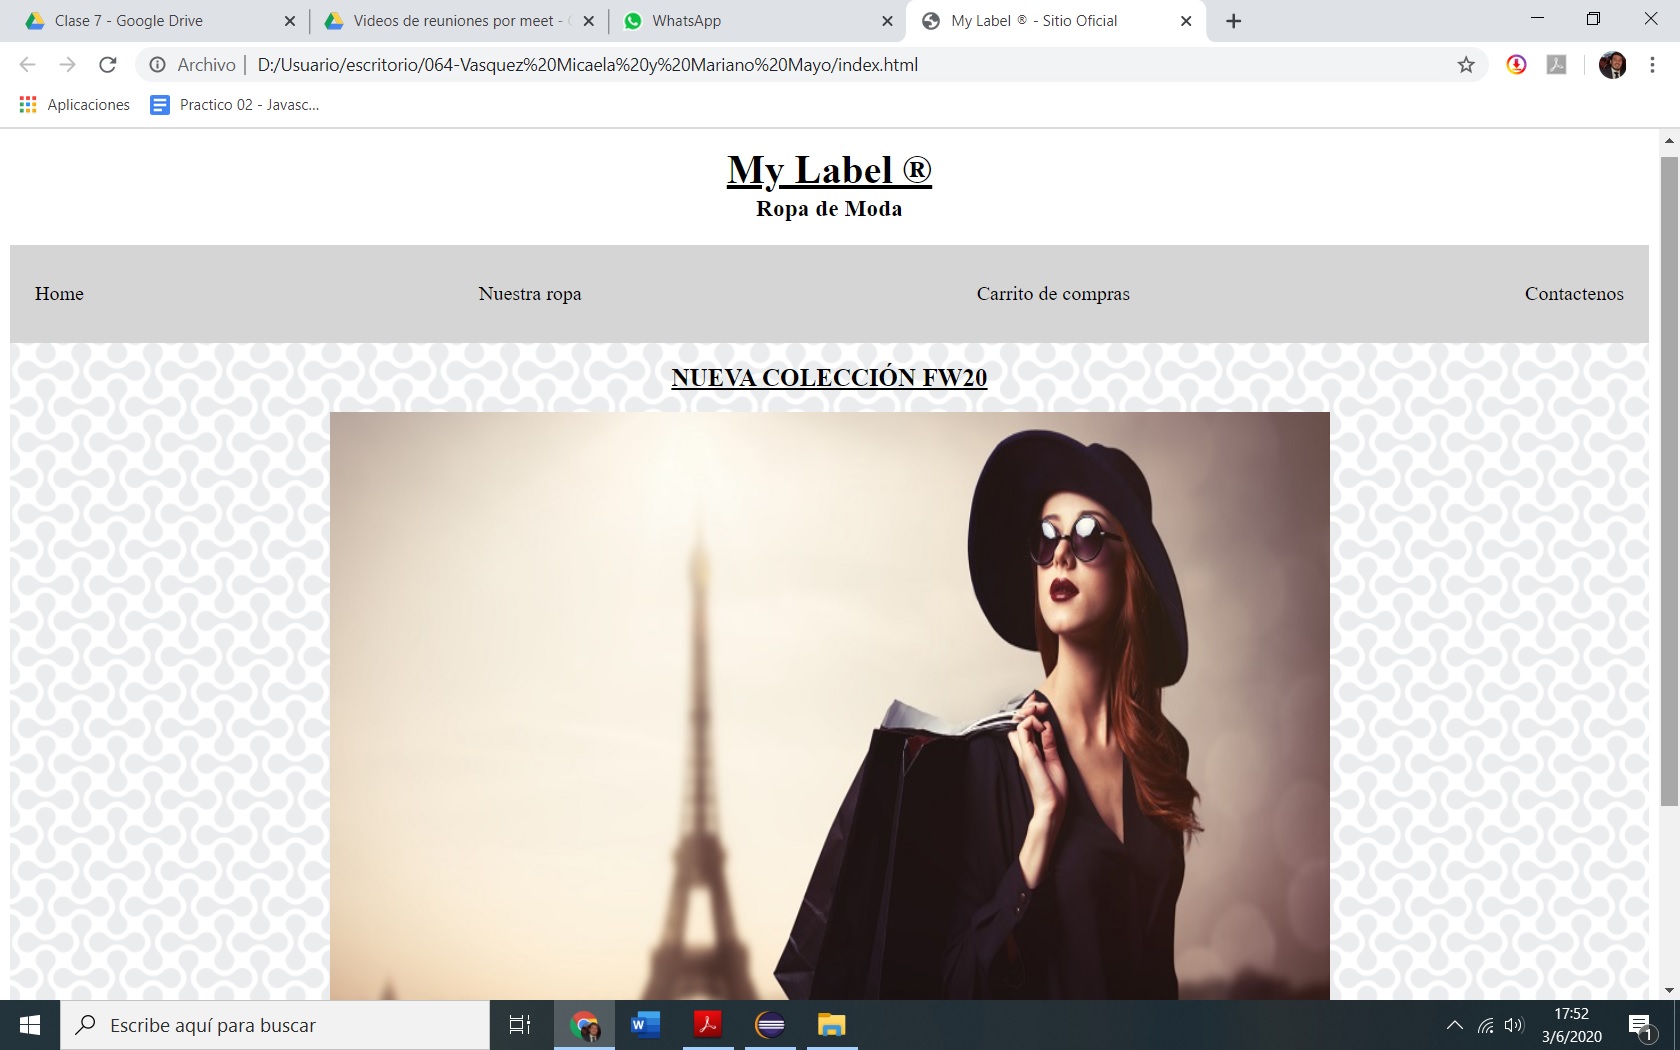 Clase 7 - Google Drive
Videos de reuniones por meet -
WhatsApp
My Label ® - Sitio Oficial
Archivo | D:/Usuario/escritorio/064-Vasquez%20Micaela%20y%20Mariano%20Mayo/index.html
Aplicaciones
Practico 02 - Javasc...
My Label ®
Ropa de Moda
Home
Nuestra ropa
Carrito de compras
Contactenos
NUEVA COLECCIÓN FW20
Escribe aquí para buscar
17:52
3/6/2020
1